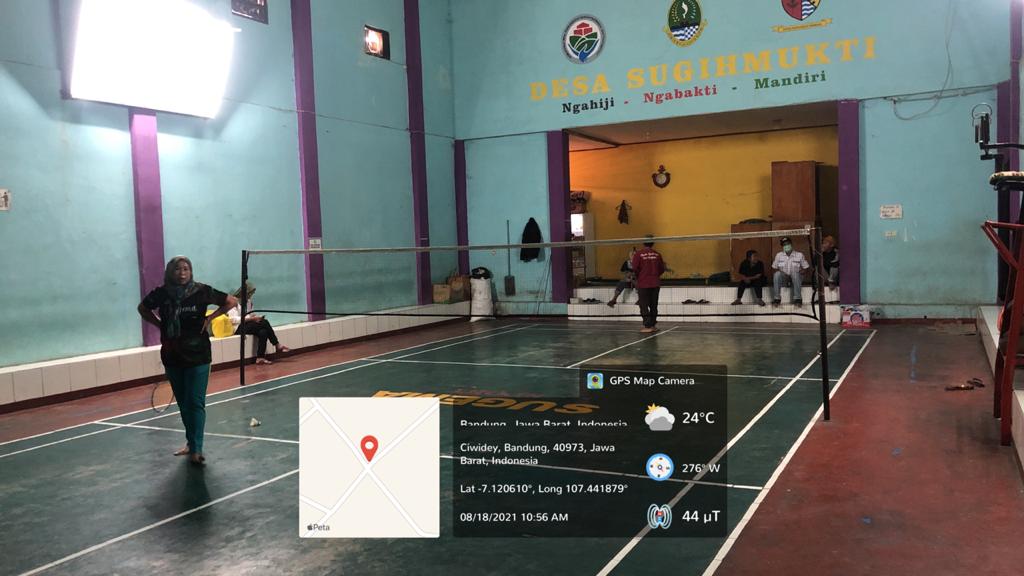 DESA SUGIHMUKTI
Ngahiji - Ngabakti - Mandiri
GPS Map Camera
SUGEMA
Bandung, Jawa Barat, Indonesia
Ciwidey, Bandung, 40973, Jawa
Barat, Indonesia
Lat -7.120610°, Long 107.441879°
08/18/2021 10:56 AM
24°C
276° W
44 µT
Peta